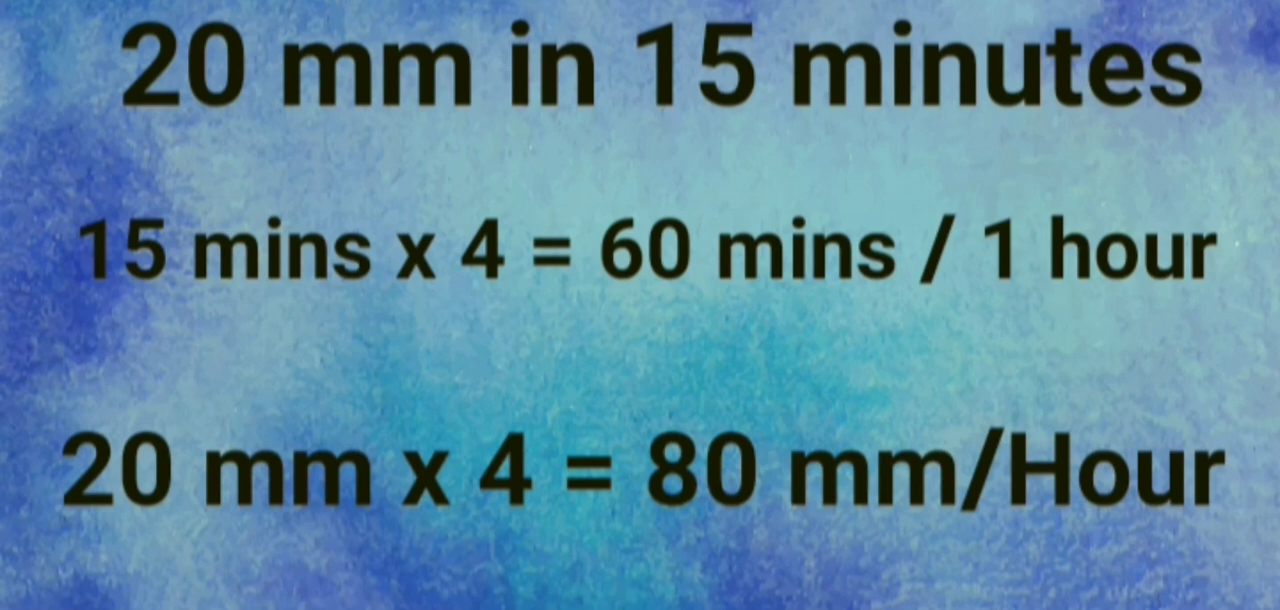 20 mm in 15 minutes
15 mins x 4 = 60 mins / 1 hour
20 mm x 4 = 80 mm/Hour